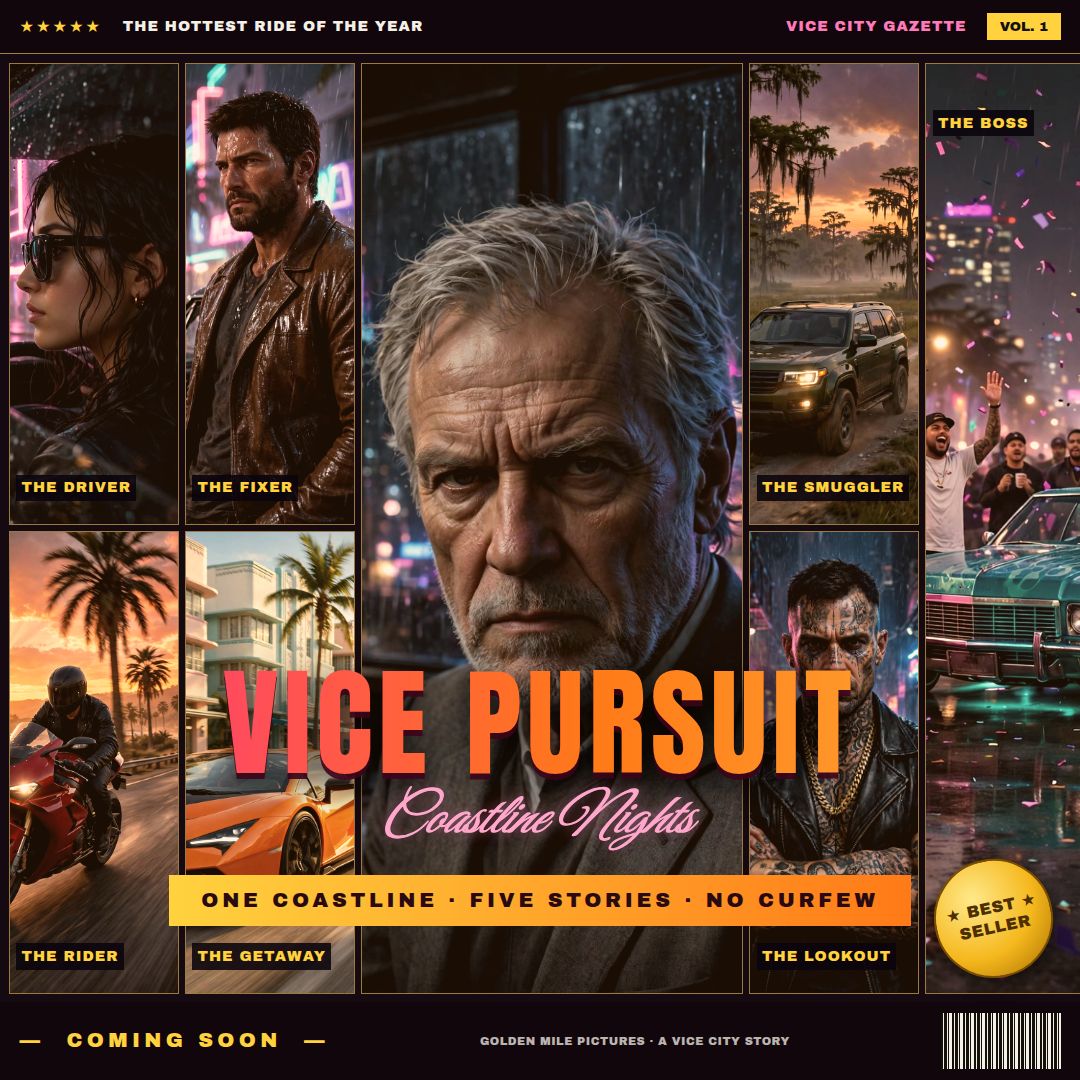 ★★★★★ THE HOTTEST RIDE OF THE YEAR
VICE CITY GAZETTE
VOL. 1
THE BOSS
THE DRIVER
THE FIXER
THE SMUGGLER
VICE PURSUIT
Coastline Nights
ONE COASTLINE · FIVE STORIES · NO CURFEW
★ BEST ★
SELLER
THE RIDER
THE GETAWAY
THE LOOKOUT
— COMING SOON —
GOLDEN MILE PICTURES · A VICE CITY STORY